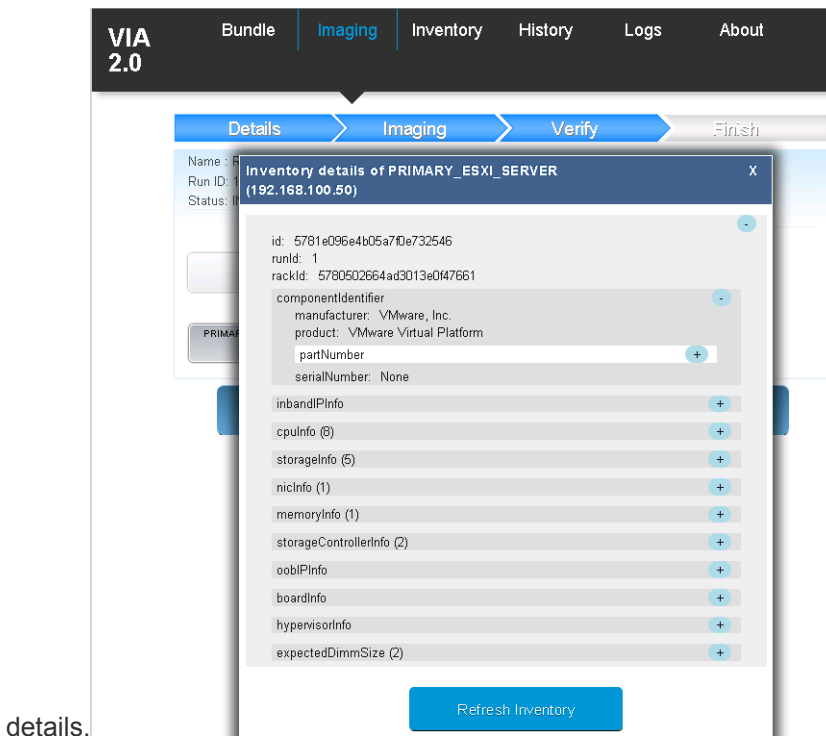 VIA
2.0
Bundle
Imaging
Inventory
History
Logs
About
Details
Imaging
Verify
Finish
Name :
Run ID: 1
Status:
PRIMA
Inventory details of PRIMARY_ESXI_SERVER
(192.168.100.50)
X
-
id: 5781e096e4b05a7f0e732546
runId: 1
rackId: 5780502664ad3013e0f47661
componentIdentifier
-
manufacturer: VMware, Inc.
product: VMware Virtual Platform
partNumber
+
serialNumber: None
inbandIPInfo
+
cpuInfo (8)
+
storageInfo (5)
+
nicInfo (1)
+
memoryInfo (1)
+
storageControllerInfo (2)
+
oobIPInfo
+
boardInfo
+
hypervisorInfo
+
expectedDimmSize (2)
+
Refresh Inventory
details.